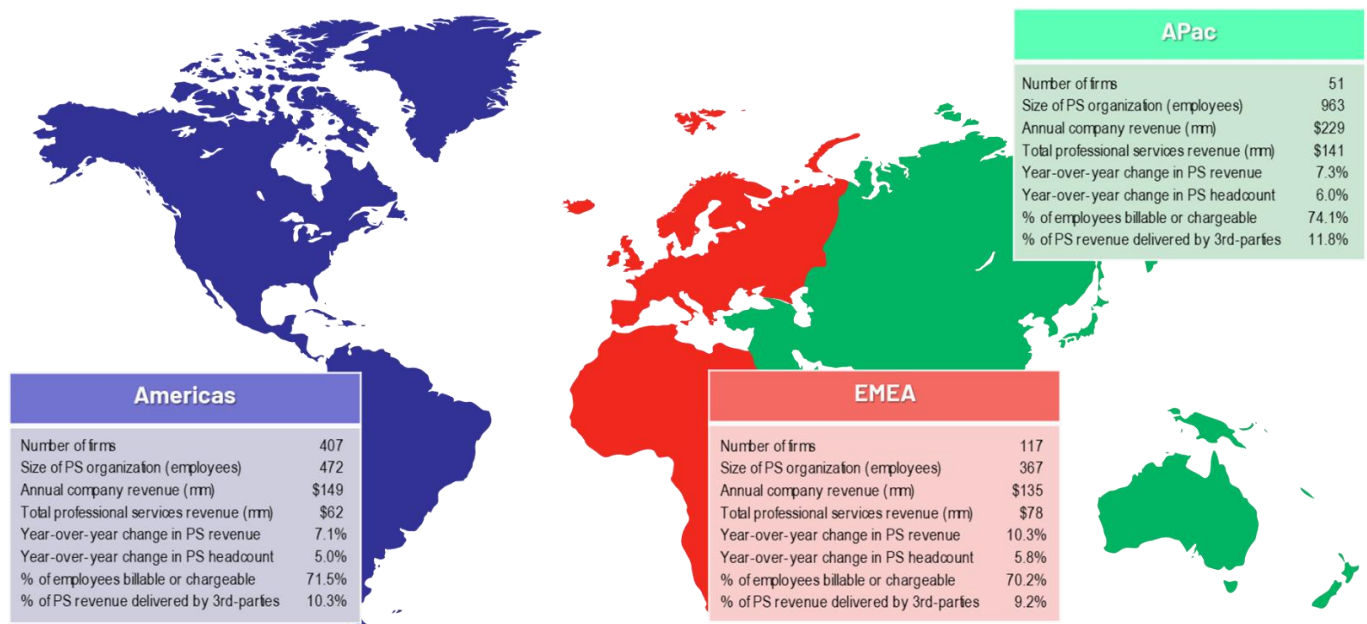 APac
Number of firms 51
Size of PS organization (employees) 963
Annual company revenue (mm) $229
Total professional services revenue (mm) $141
Year-over-year change in PS revenue 7.3%
Year-over-year change in PS headcount 6.0%
% of employees billable or chargeable 74.1%
% of PS revenue delivered by 3rd-parties 11.8%
Americas
Number of firms 407
Size of PS organization (employees) 472
Annual company revenue (mm) $149
Total professional services revenue (mm) $62
Year-over-year change in PS revenue 7.1%
Year-over-year change in PS headcount 5.0%
% of employees billable or chargeable 71.5%
% of PS revenue delivered by 3rd-parties 10.3%
EMEA
Number of firms 117
Size of PS organization (employees) 367
Annual company revenue (mm) $135
Total professional services revenue (mm) $78
Year-over-year change in PS revenue 10.3%
Year-over-year change in PS headcount 5.8%
% of employees billable or chargeable 70.2%
% of PS revenue delivered by 3rd-parties 9.2%